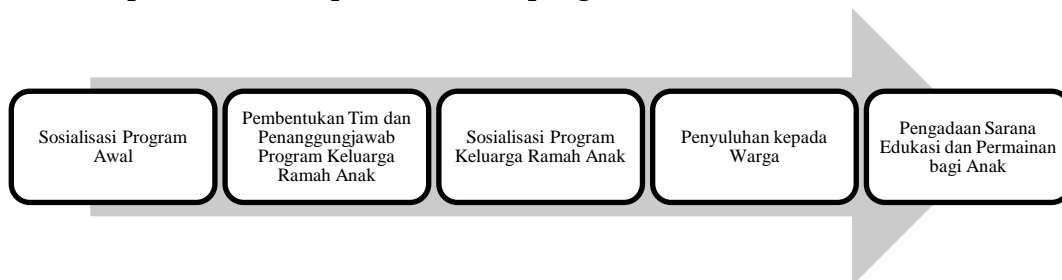 Sosialisasi Program
Awal
Pembentukan Tim dan
Penanggungjawab
Program Keluarga
Ramah Anak
Sosialisasi Program
Keluarga Ramah Anak
Penyuluhan kepada
Warga
Pengadaan Sarana
Edukasi dan Permainan
bagi Anak